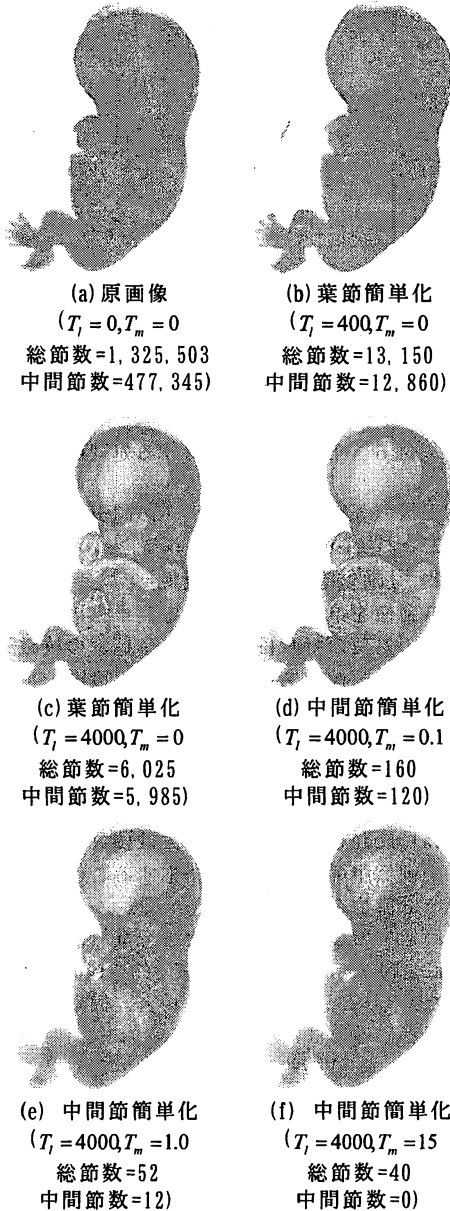 (a) 原画像
(T_l = 0, T_m = 0
総節数=1, 325, 503
中間節数=477, 345)
(b) 葉節簡単化
(T_l = 400, T_m = 0
総節数=13, 150
中間節数=12, 860)
(c) 葉節簡単化
(T_l = 4000, T_m = 0
総節数=6, 025
中間節数=5, 985)
(d) 中間節簡単化
(T_l = 4000, T_m = 0.1
総節数=160
中間節数=120)
(e) 中間節簡単化
(T_l = 4000, T_m = 1.0
総節数=52
中間節数=12)
(f) 中間節簡単化
(T_l = 4000, T_m = 15
総節数=40
中間節数=0)